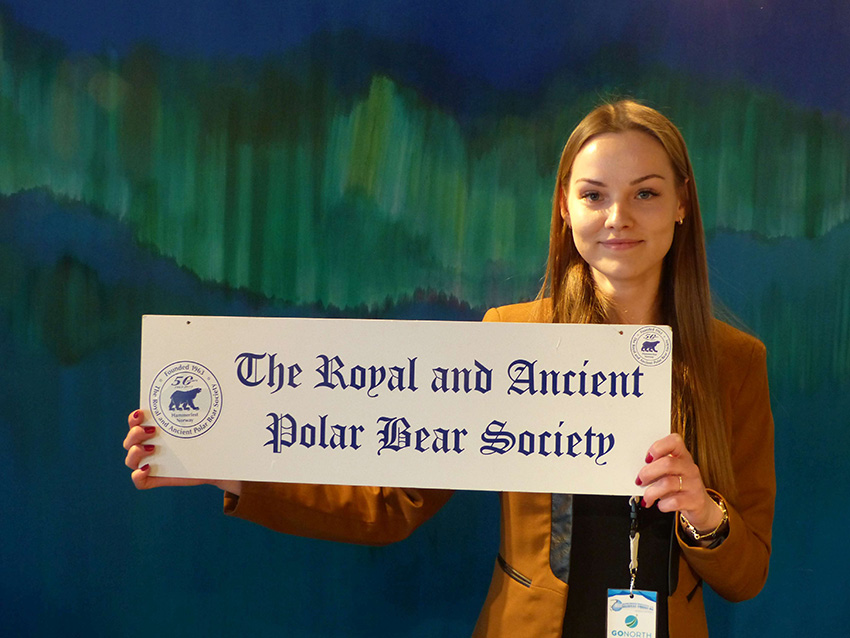 The Royal and Ancient
Polar Bear Society
Founded 1963
50
Hammerfest
Norway
The Royal and Ancient Polar Bear Society
50
GONORTH